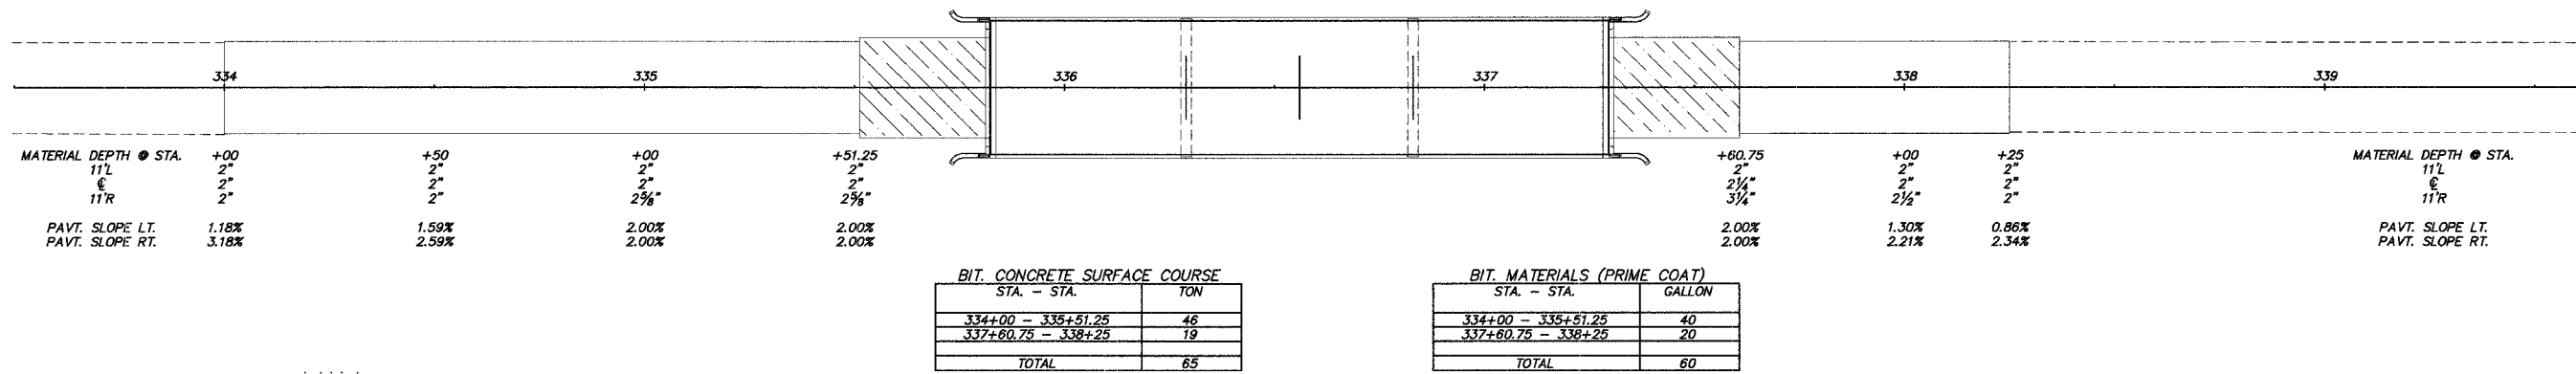 334 335 336 337 338 339
MATERIAL DEPTH @ STA. +00 +50 +00 +51.25 +60.75 +00 +25 MATERIAL DEPTH @ STA.
11'L 2" 2" 2" 2" 2" 2" 2" 11'L
℄ 2" 2" 2" 2" 2¼" 2" 2" ℄
11'R 2" 2" 2⅝" 2⅝" 3¼" 2½" 2" 11'R
PAVT. SLOPE LT. 1.18% 1.59% 2.00% 2.00% 2.00% 1.30% 0.86% PAVT. SLOPE LT.
PAVT. SLOPE RT. 3.18% 2.59% 2.00% 2.00% 2.00% 2.21% 2.34% PAVT. SLOPE RT.
BIT. CONCRETE SURFACE COURSE
STA. - STA. TON
334+00 - 335+51.25 46
337+60.75 - 338+25 19
TOTAL 65
BIT. MATERIALS (PRIME COAT)
STA. - STA. GALLON
334+00 - 335+51.25 40
337+60.75 - 338+25 20
TOTAL 60